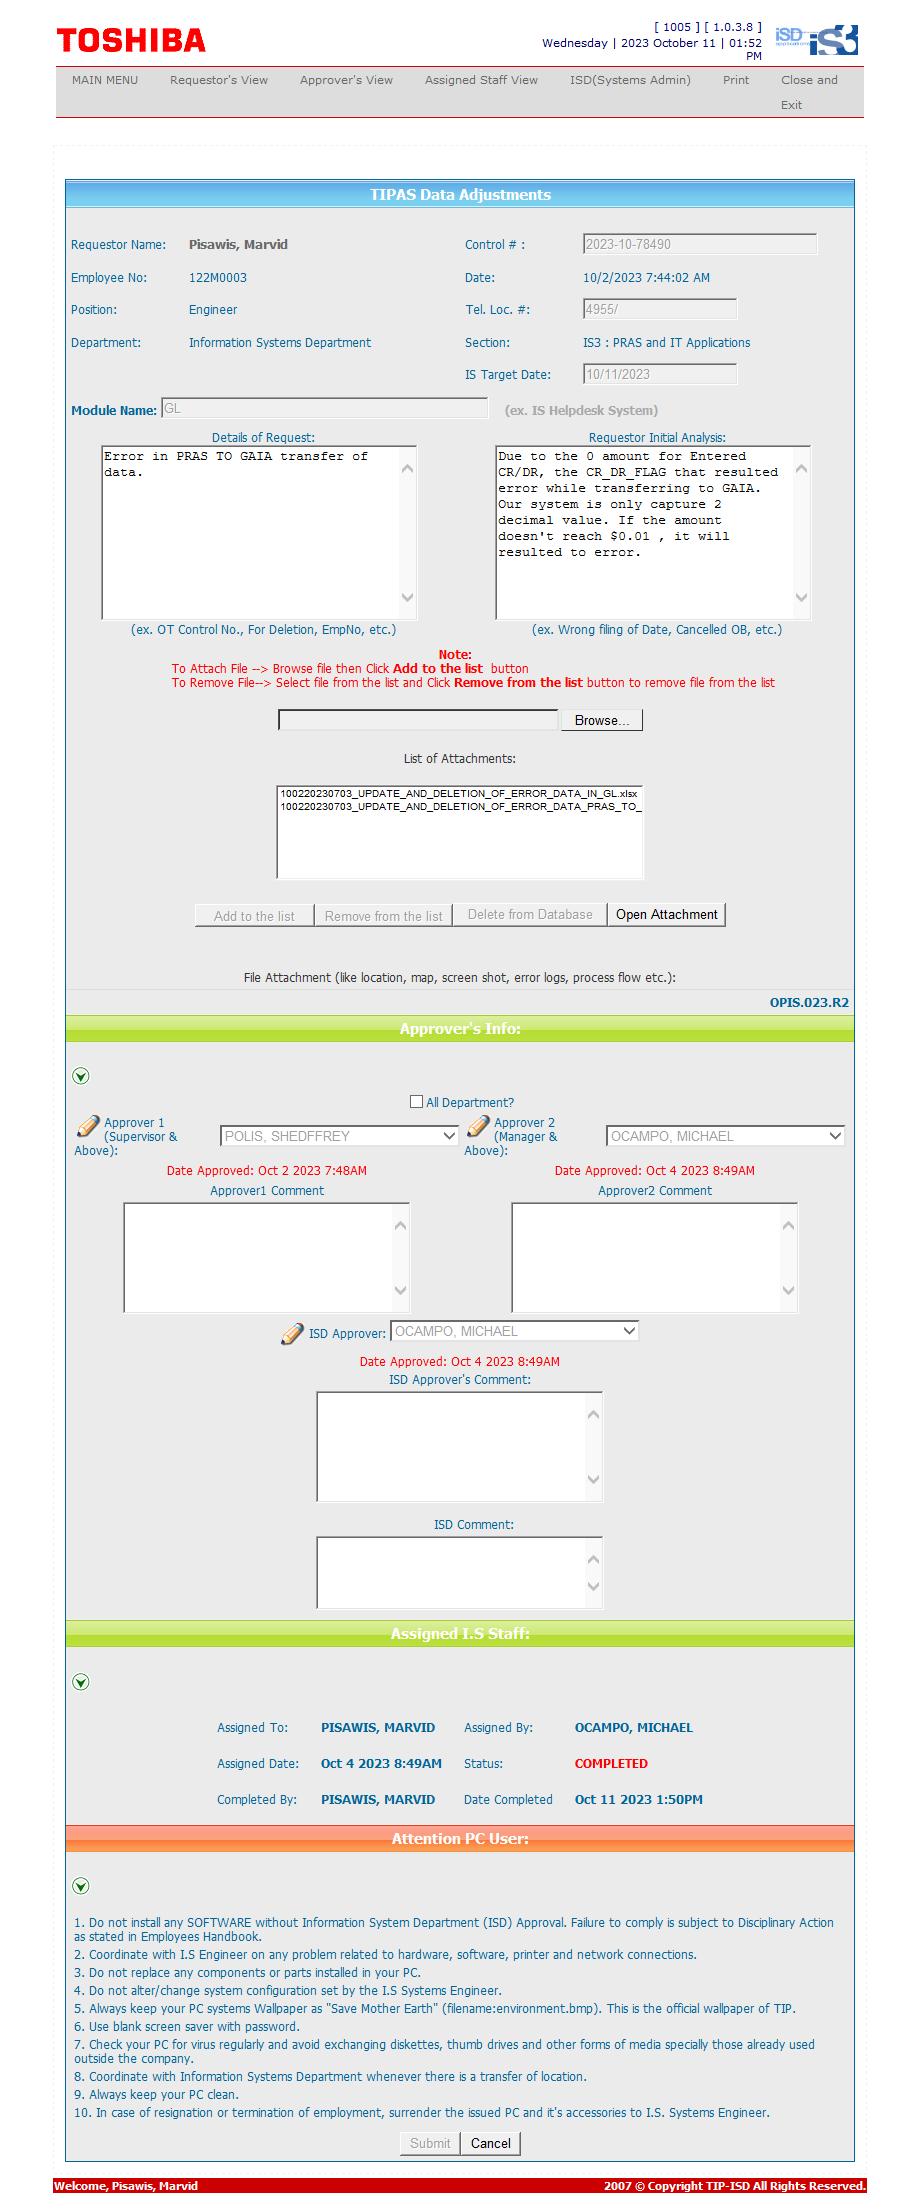 TOSHIBA
[ 1005 ] [ 1.0.3.8 ]
Wednesday | 2023 October 11 | 01:52
PM
ISD
iS3
MAIN MENU Requestor's View Approver's View Assigned Staff View ISD(Systems Admin) Print Close and
Exit
TIPAS Data Adjustments
Requestor Name: Pisawis, Marvid Control # : 2023-10-78490
Employee No: 122M0003 Date: 10/2/2023 7:44:02 AM
Position: Engineer Tel. Loc. #: 4955/
Department: Information Systems Department Section: IS3 : PRAS and IT Applications
IS Target Date: 10/11/2023
Module Name: GL (ex. IS Helpdesk System)
Details of Request:
Error in PRAS TO GAIA transfer of
data.
(ex. OT Control No., For Deletion, EmpNo, etc.)
Requestor Initial Analysis:
Due to the 0 amount for Entered
CR/DR, the CR_DR_FLAG that resulted
error while transferring to GAIA.
Our system is only capture 2
decimal value. If the amount
doesn't reach $0.01 , it will
resulted to error.
(ex. Wrong filing of Date, Cancelled OB, etc.)
Note:
To Attach File --> Browse file then Click Add to the list button
To Remove File--> Select file from the list and Click Remove from the list button to remove file from the list
Browse...
List of Attachments:
100220230703_UPDATE_AND_DELETION_OF_ERROR_DATA_IN_GL.xlsx
100220230703_UPDATE_AND_DELETION_OF_ERROR_DATA_PRAS_TO_
Add to the list Remove from the list Delete from Database Open Attachment
File Attachment (like location, map, screen shot, error logs, process flow etc.):
OPIS.023.R2
Approver's Info:
All Department?
Approver 1
(Supervisor &
Above):
POLIS, SHEDFFREY
Approver 2
(Manager &
Above):
OCAMPO, MICHAEL
Date Approved: Oct 2 2023 7:48AM Date Approved: Oct 4 2023 8:49AM
Approver1 Comment Approver2 Comment
ISD Approver: OCAMPO, MICHAEL
Date Approved: Oct 4 2023 8:49AM
ISD Approver's Comment:
ISD Comment:
Assigned I.S Staff:
Assigned To: PISAWIS, MARVID Assigned By: OCAMPO, MICHAEL
Assigned Date: Oct 4 2023 8:49AM Status: COMPLETED
Completed By: PISAWIS, MARVID Date Completed Oct 11 2023 1:50PM
Attention PC User:
1. Do not install any SOFTWARE without Information System Department (ISD) Approval. Failure to comply is subject to Disciplinary Action
as stated in Employees Handbook.
2. Coordinate with I.S Engineer on any problem related to hardware, software, printer and network connections.
3. Do not replace any components or parts installed in your PC.
4. Do not alter/change system configuration set by the I.S Systems Engineer.
5. Always keep your PC systems Wallpaper as "Save Mother Earth" (filename:environment.bmp). This is the official wallpaper of TIP.
6. Use blank screen saver with password.
7. Check your PC for virus regularly and avoid exchanging diskettes, thumb drives and other forms of media specially those already used
outside the company.
8. Coordinate with Information Systems Department whenever there is a transfer of location.
9. Always keep your PC clean.
10. In case of resignation or termination of employment, surrender the issued PC and it's accessories to I.S. Systems Engineer.
Submit Cancel
Welcome, Pisawis, Marvid 2007 © Copyright TIP-ISD All Rights Reserved.